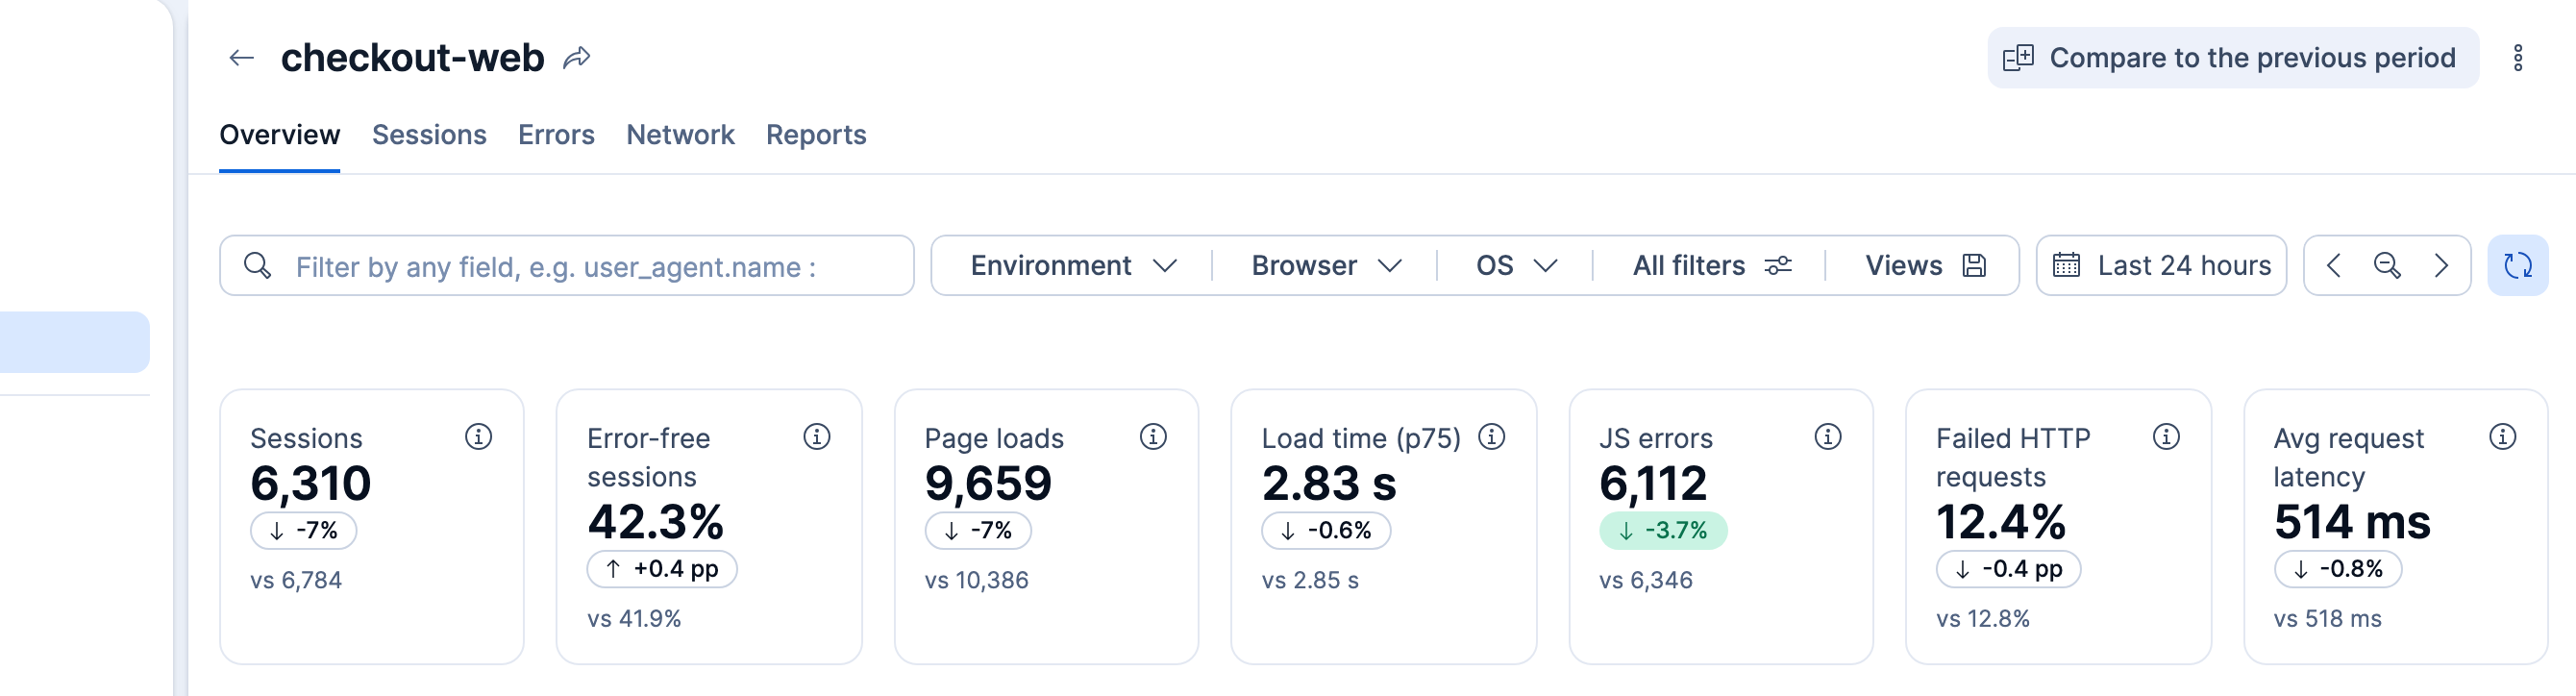 checkout-web
Compare to the previous period
Overview Sessions Errors Network Reports
Filter by any field, e.g. user_agent.name :
Environment Browser OS All filters Views
Last 24 hours
Sessions
6,310
-7%
vs 6,784
Error-free
sessions
42.3%
+0.4 pp
vs 41.9%
Page loads
9,659
-7%
vs 10,386
Load time (p75)
2.83 s
-0.6%
vs 2.85 s
JS errors
6,112
-3.7%
vs 6,346
Failed HTTP
requests
12.4%
-0.4 pp
vs 12.8%
Avg request
latency
514 ms
-0.8%
vs 518 ms